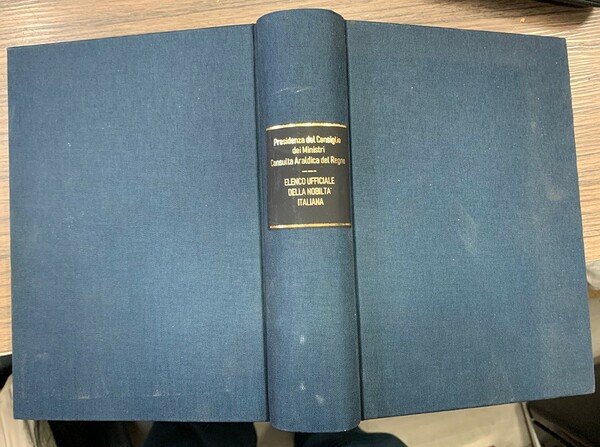 Presidenza del Consiglio
dei Ministri
Consulta Araldica del Regno
ELENCO UFFICIALE
DELLA NOBILTA'
ITALIANA